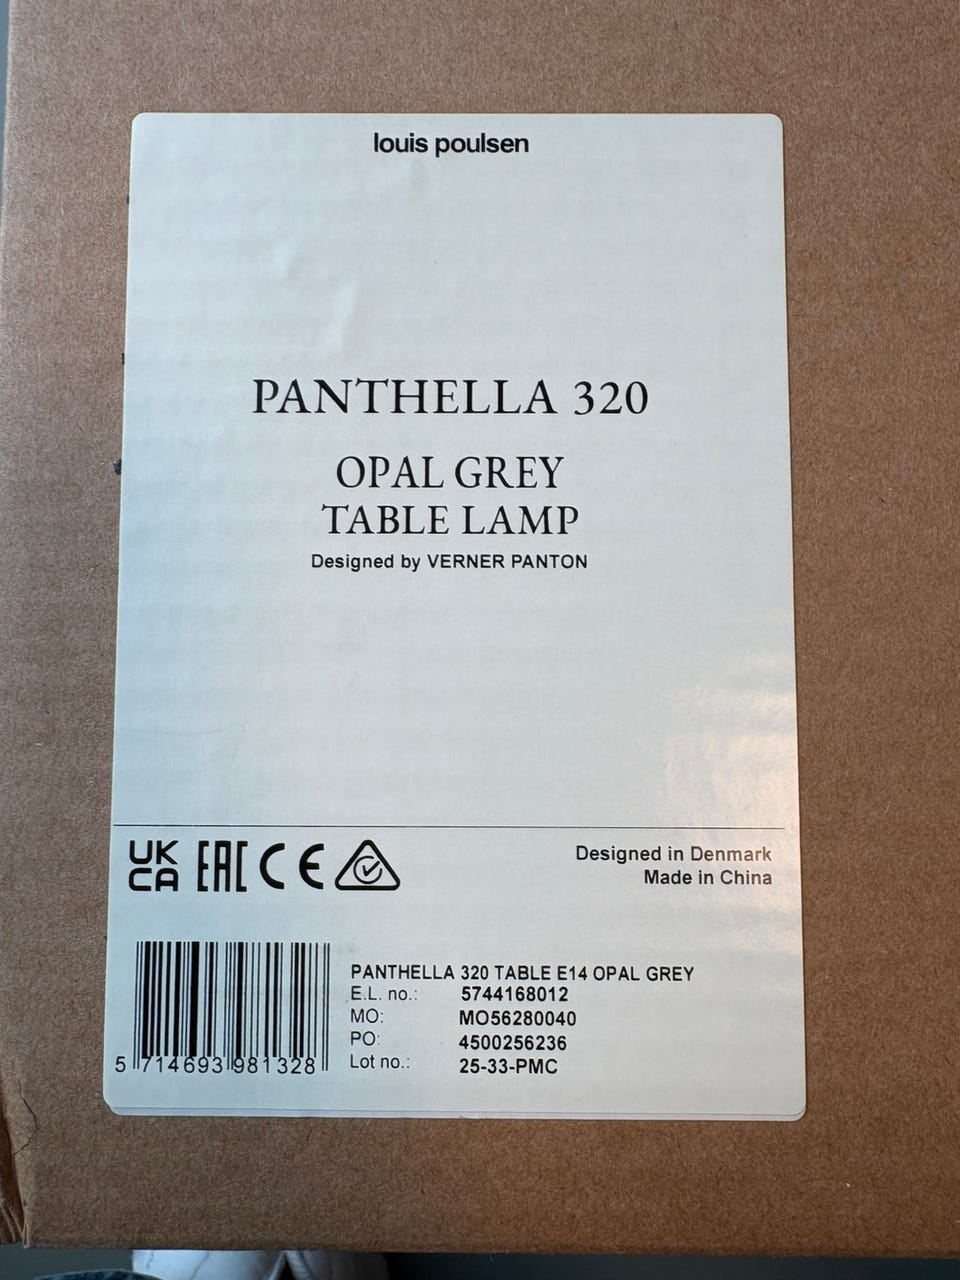 louis poulsen
PANTHELLA 320
OPAL GREY
TABLE LAMP
Designed by VERNER PANTON
UK
CA
EAC
CE
Designed in Denmark
Made in China
PANTHELLA 320 TABLE E14 OPAL GREY
E.L. no.: 5744168012
MO: MO56280040
PO: 4500256236
Lot no.: 25-33-PMC
5 714693 981328